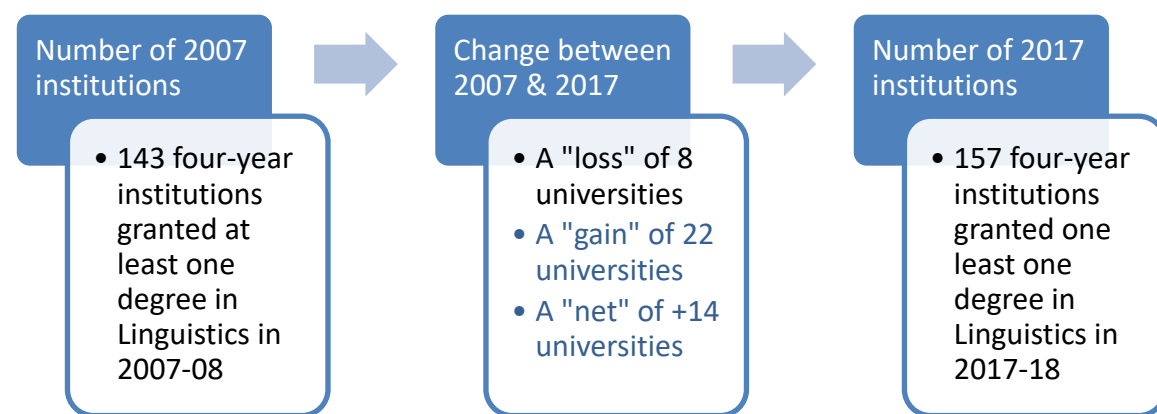 Number of 2007
institutions
• 143 four-year
institutions
granted at
least one
degree in
Linguistics in
2007-08
Change between
2007 & 2017
• A "loss" of 8
universities
• A "gain" of 22
universities
• A "net" of +14
universities
Number of 2017
institutions
• 157 four-year
institutions
granted one
least one
degree in
Linguistics in
2017-18